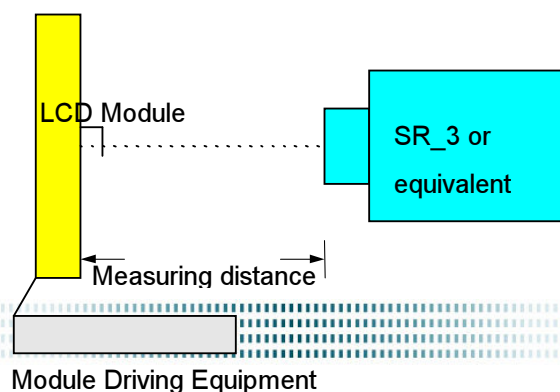 LCD Module
SR_3 or
equivalent
Measuring distance
Module Driving Equipment